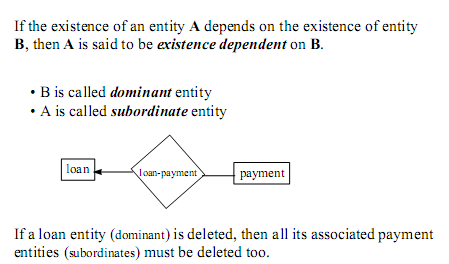 If the existence of an entity A depends on the existence of entity
B, then A is said to be existence dependent on B.
• B is called dominant entity
• A is called subordinate entity
loan
loan-payment
payment
If a loan entity (dominant) is deleted, then all its associated payment
entities (subordinates) must be deleted too.